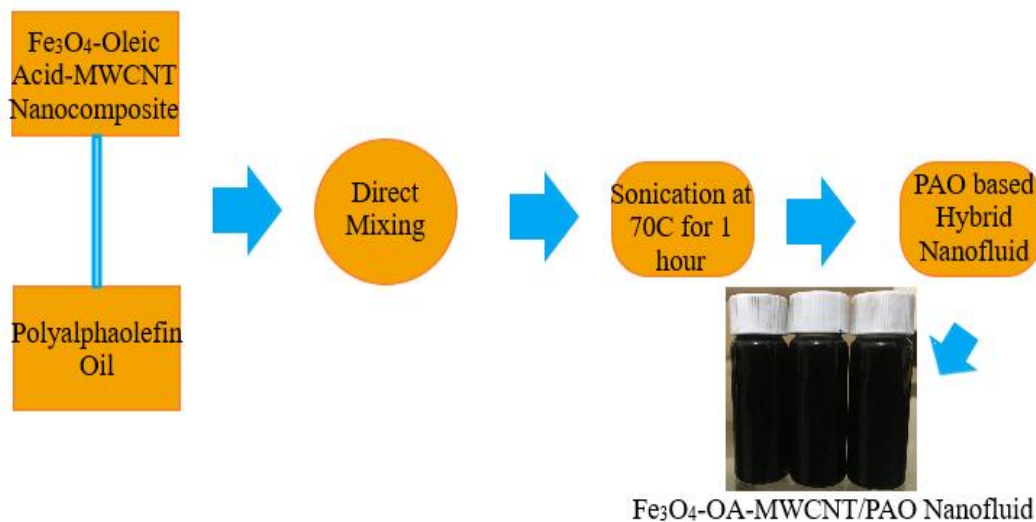 Fe₃O₄-Oleic
Acid-MWCNT
Nanocomposite
Polyalphaolefin
Oil
Direct
Mixing
Sonication at
70C for 1
hour
PAO based
Hybrid
Nanofluid
Fe₃O₄-OA-MWCNT/PAO Nanofluid